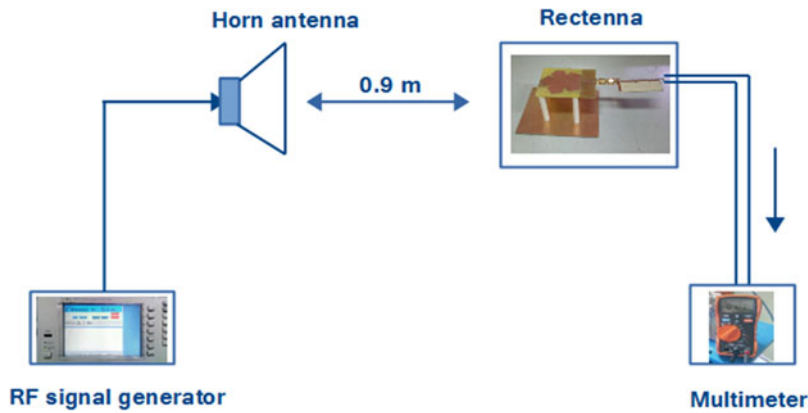 Horn antenna
Rectenna
0.9 m
RF signal generator
Multimeter